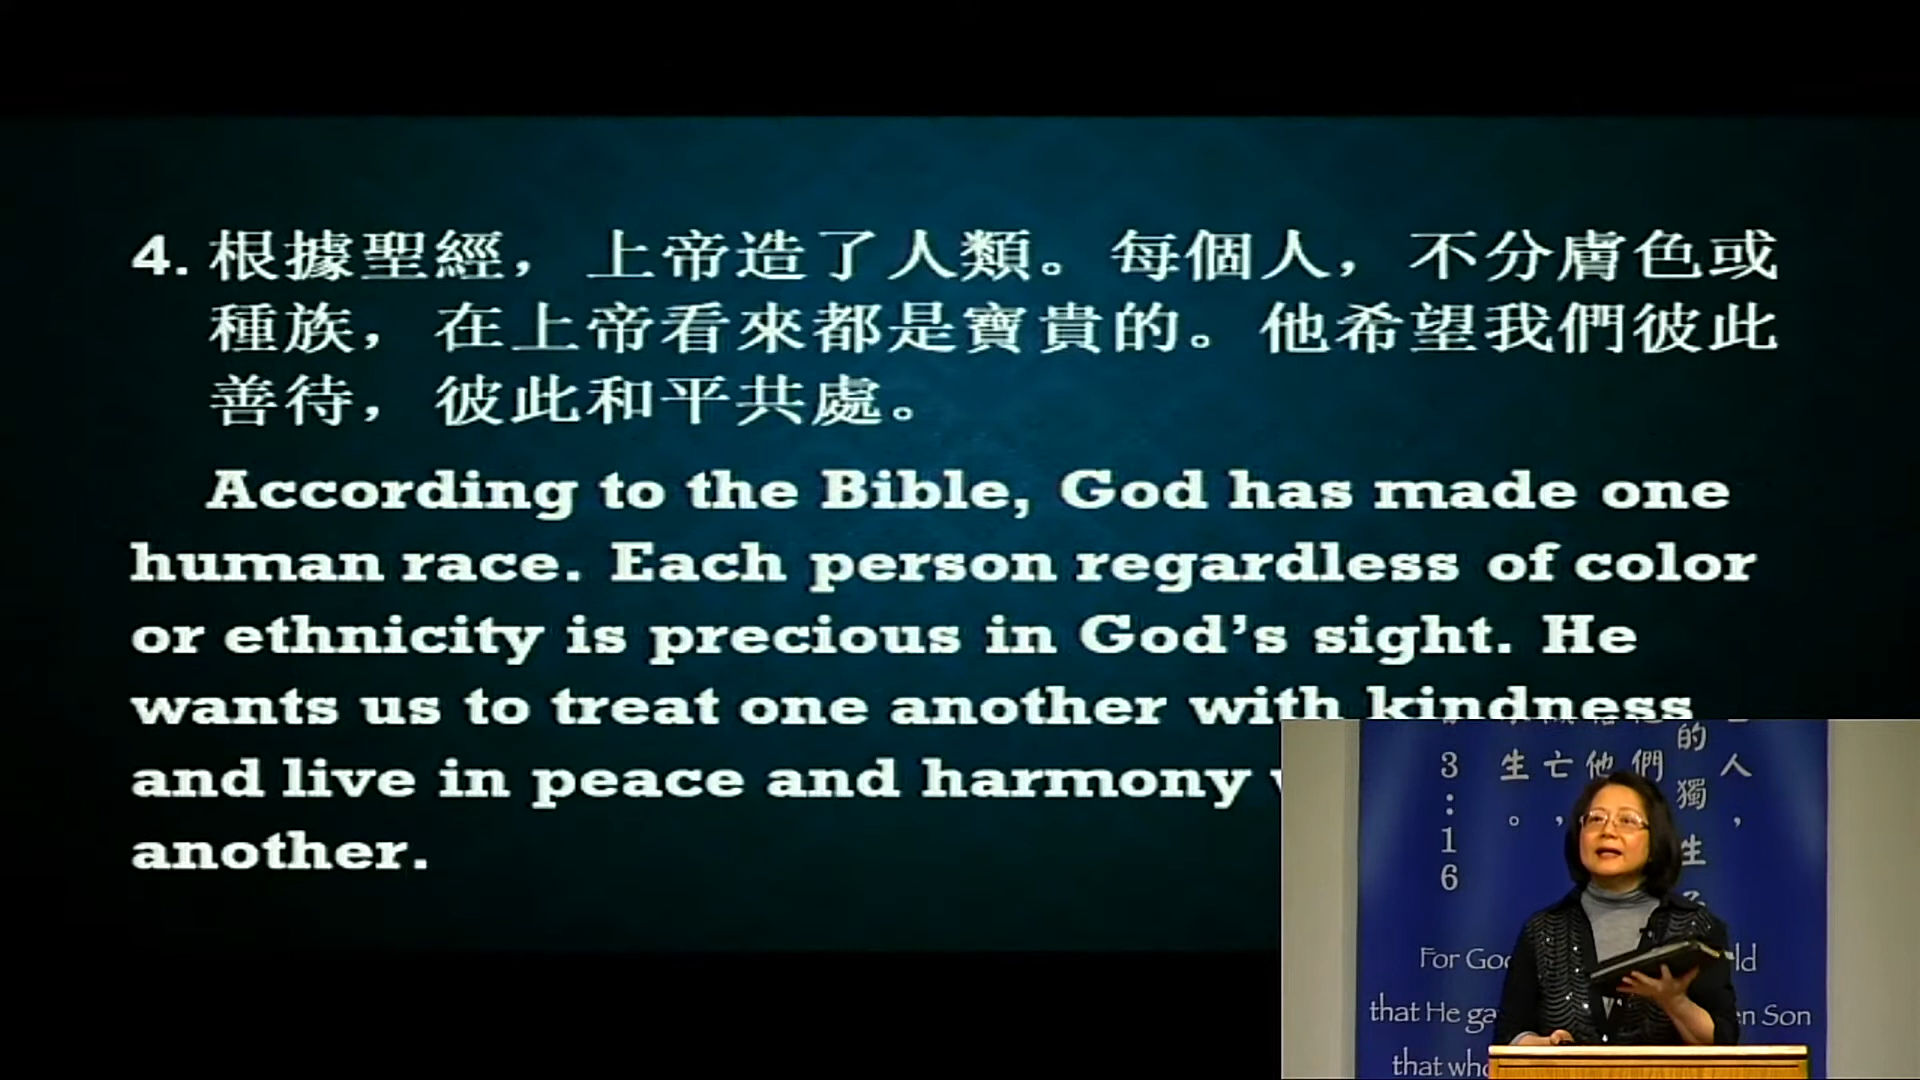 4. 根據聖經，上帝造了人類。每個人，不分膚色或
種族，在上帝看來都是寶貴的。他希望我們彼此
善待，彼此和平共處。
According to the Bible, God has made one
human race. Each person regardless of color
or ethnicity is precious in God's sight. He
wants us to treat one another with kindness
and live in peace and harmony
another.
人，
的獨生
他們
亡，
生。
3:16
For God
that He
Son
that